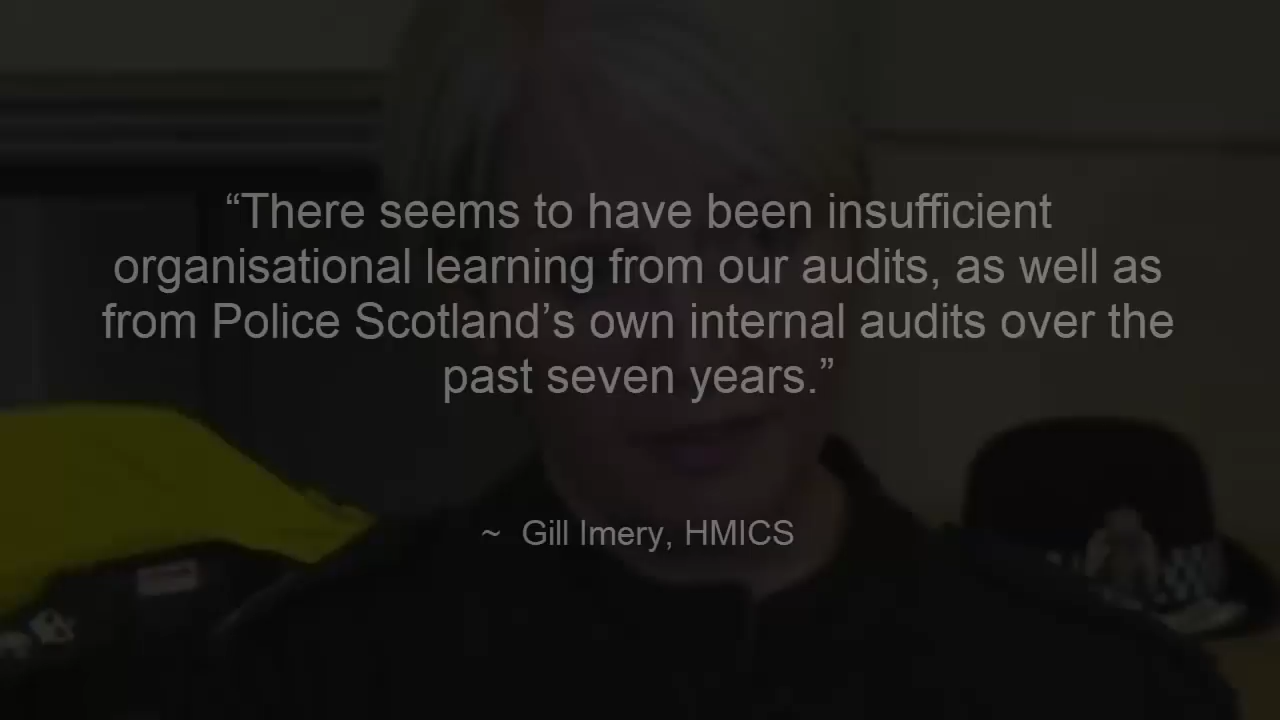 “There seems to have been insufficient
organisational learning from our audits, as well as
from Police Scotland’s own internal audits over the
past seven years.”
~ Gill Imery, HMICS